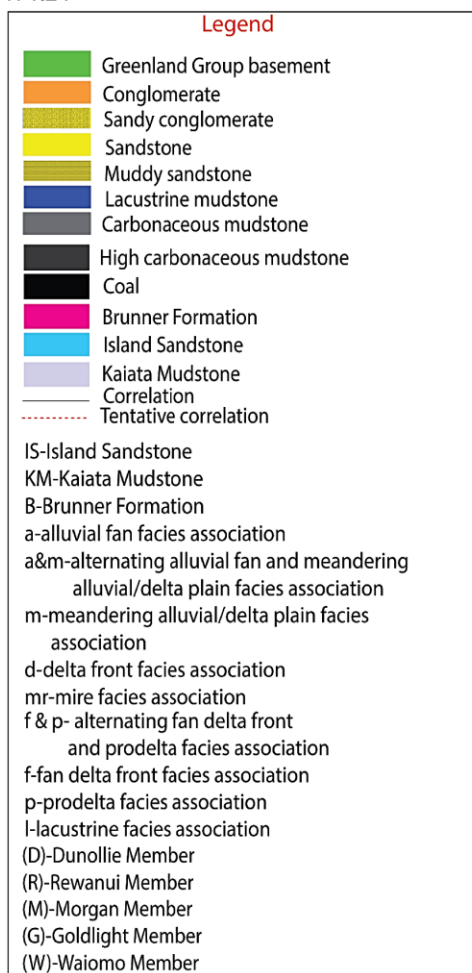 Legend
Greenland Group basement
Conglomerate
Sandy conglomerate
Sandstone
Muddy sandstone
Lacustrine mudstone
Carbonaceous mudstone
High carbonaceous mudstone
Coal
Brunner Formation
Island Sandstone
Kaiata Mudstone
Correlation
Tentative correlation
IS-Island Sandstone
KM-Kaiata Mudstone
B-Brunner Formation
a-alluvial fan facies association
a&m-alternating alluvial fan and meandering
alluvial/delta plain facies association
m-meandering alluvial/delta plain facies
association
d-delta front facies association
mr-mire facies association
f & p- alternating fan delta front
and prodelta facies association
f-fan delta front facies association
p-prodelta facies association
l-lacustrine facies association
(D)-Dunollie Member
(R)-Rewanui Member
(M)-Morgan Member
(G)-Goldlight Member
(W)-Waiomo Member